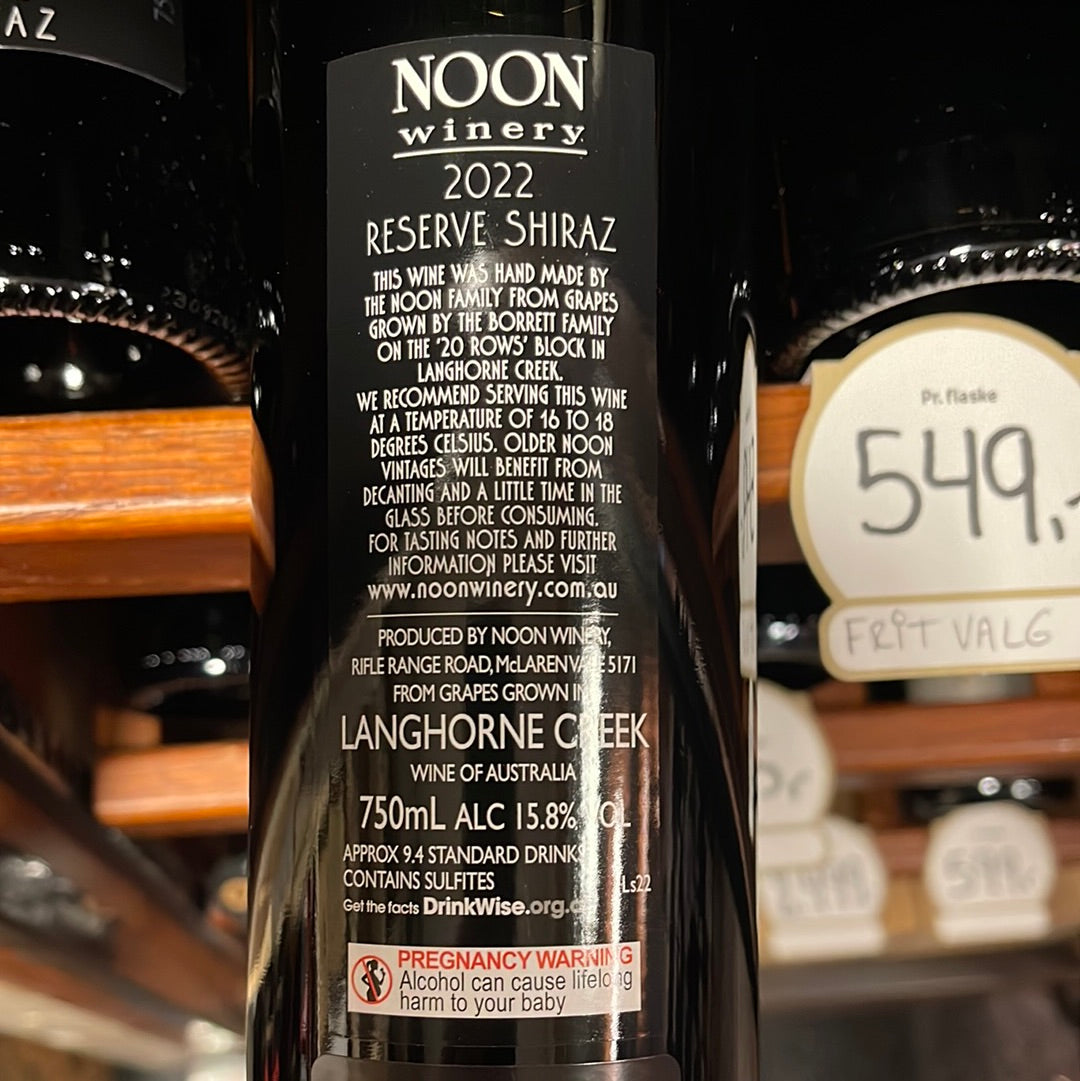 AZ
NOON
winery
2022
RESERVE SHIRAZ
THIS WINE WAS HAND MADE BY
THE NOON FAMILY FROM GRAPES
GROWN BY THE BORRETT FAMILY
ON THE '20 ROWS' BLOCK IN
LANGHORNE CREEK.
WE RECOMMEND SERVING THIS WINE
AT A TEMPERATURE OF 16 TO 18
DEGREES CELSIUS. OLDER NOON
VINTAGES WILL BENEFIT FROM
DECANTING AND A LITTLE TIME IN THE
GLASS BEFORE CONSUMING.
FOR TASTING NOTES AND FURTHER
INFORMATION PLEASE VISIT
www.noonwinery.com.au
PRODUCED BY NOON WINERY,
RIFLE RANGE ROAD, McLAREN VALE 5171
FROM GRAPES GROWN IN
LANGHORNE CREEK
WINE OF AUSTRALIA
750mL ALC 15.8% VOL
APPROX 9.4 STANDARD DRINKS
CONTAINS SULFITES
Ls22
Get the facts DrinkWise.org.
PREGNANCY WARNING
Alcohol can cause lifelong
harm to your baby
Pr. flaske
549,-
FRIT VALG
599,-